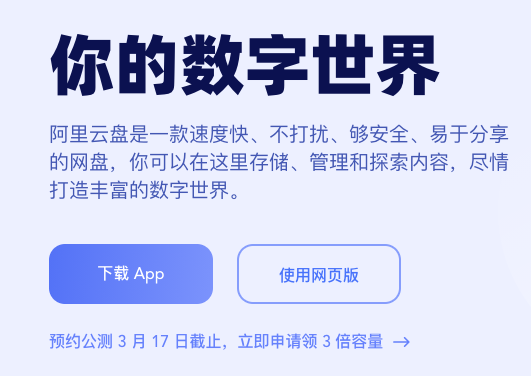 你的数字世界
阿里云盘是一款速度快、不打扰、够安全、易于分享
的网盘，你可以在这里存储、管理和探索内容，尽情
打造丰富的数字世界。
下载 App
使用网页版
预约公测 3 月 17 日截止，立即申请领 3 倍容量 →